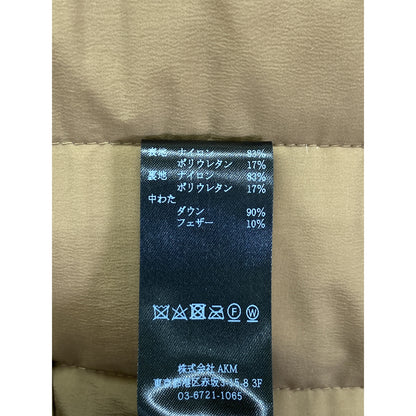 表地 ナイロン 83%
ポリウレタン 17%
裏地 ナイロン 83%
ポリウレタン 17%
中わた
ダウン 90%
フェザー 10%
F W
株式会社 AKM
東京都港区赤坂3-15-8 3F
03-6721-1065